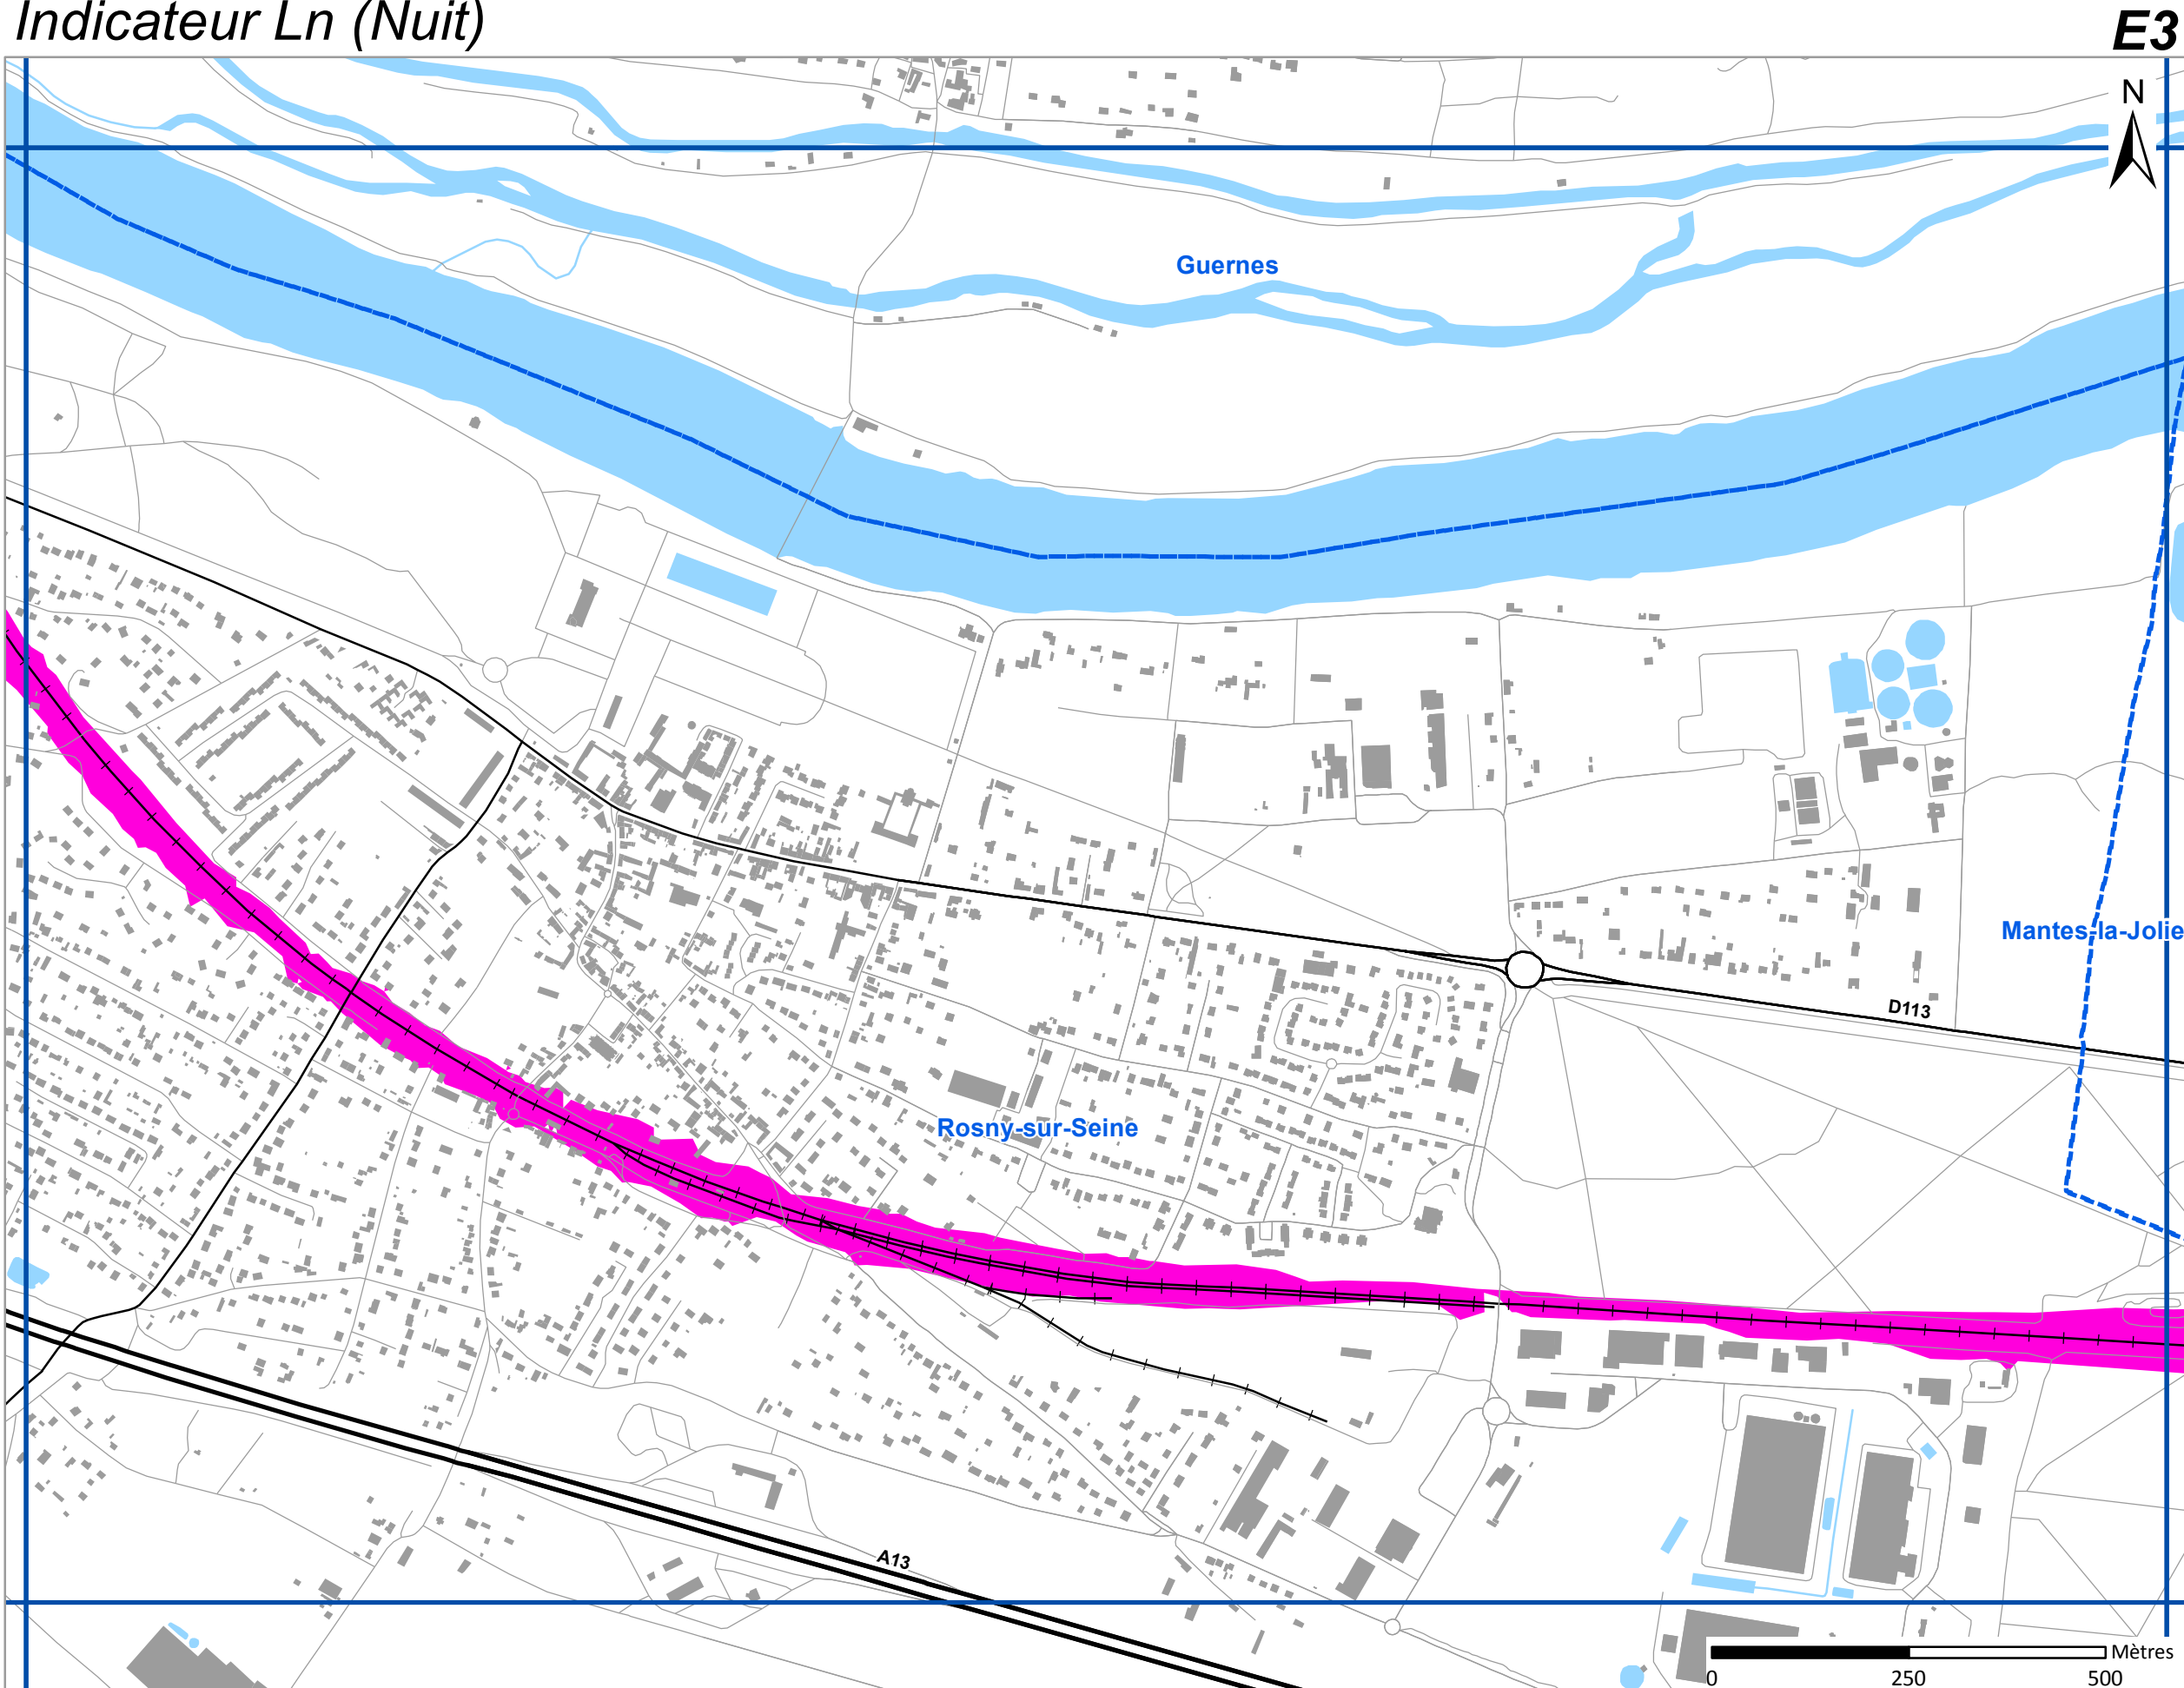 Indicateur Ln (Nuit)
E3
N
Guernes
Mantes-la-Jolie
D113
Rosny-sur-Seine
A13
Mètres
0 250 500